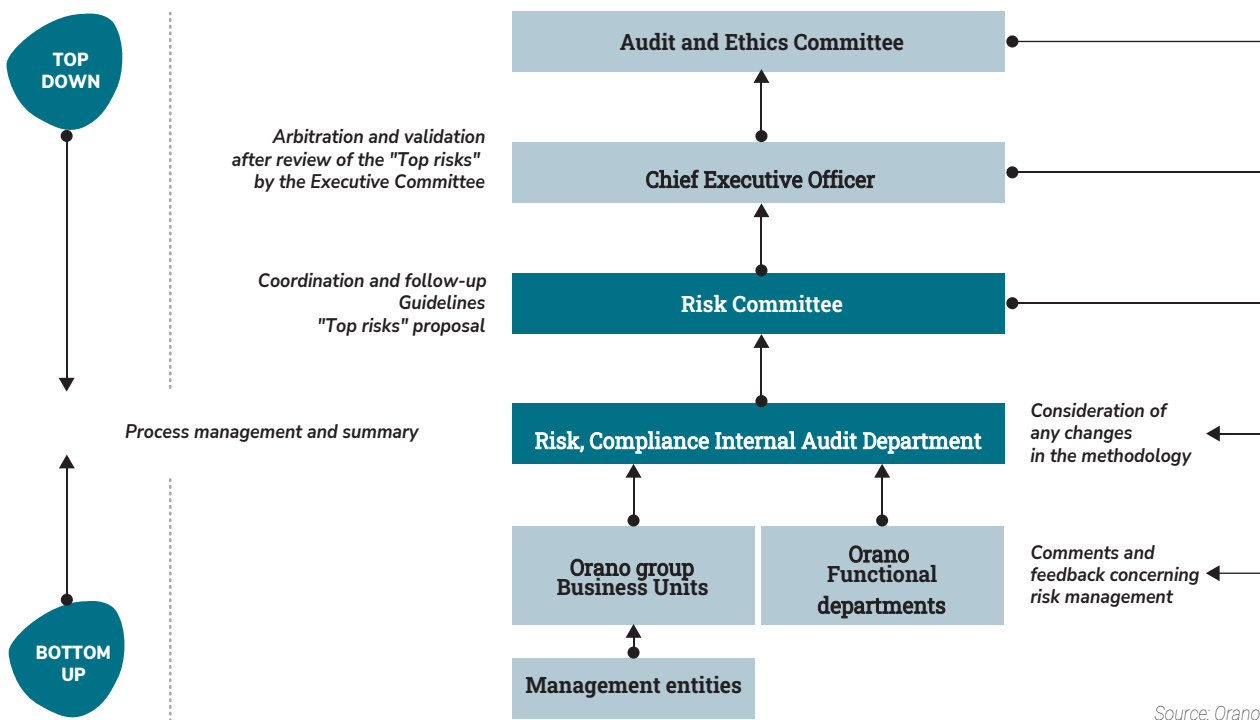 TOP
DOWN
Audit and Ethics Committee
Arbitration and validation
after review of the "Top risks"
by the Executive Committee
Chief Executive Officer
Coordination and follow-up
Guidelines
"Top risks" proposal
Risk Committee
Process management and summary
Risk, Compliance Internal Audit Department
Consideration of
any changes
in the methodology
Orano group
Business Units
Orano
Functional
departments
Comments and
feedback concerning
risk management
BOTTOM
UP
Management entities
Source: Orano